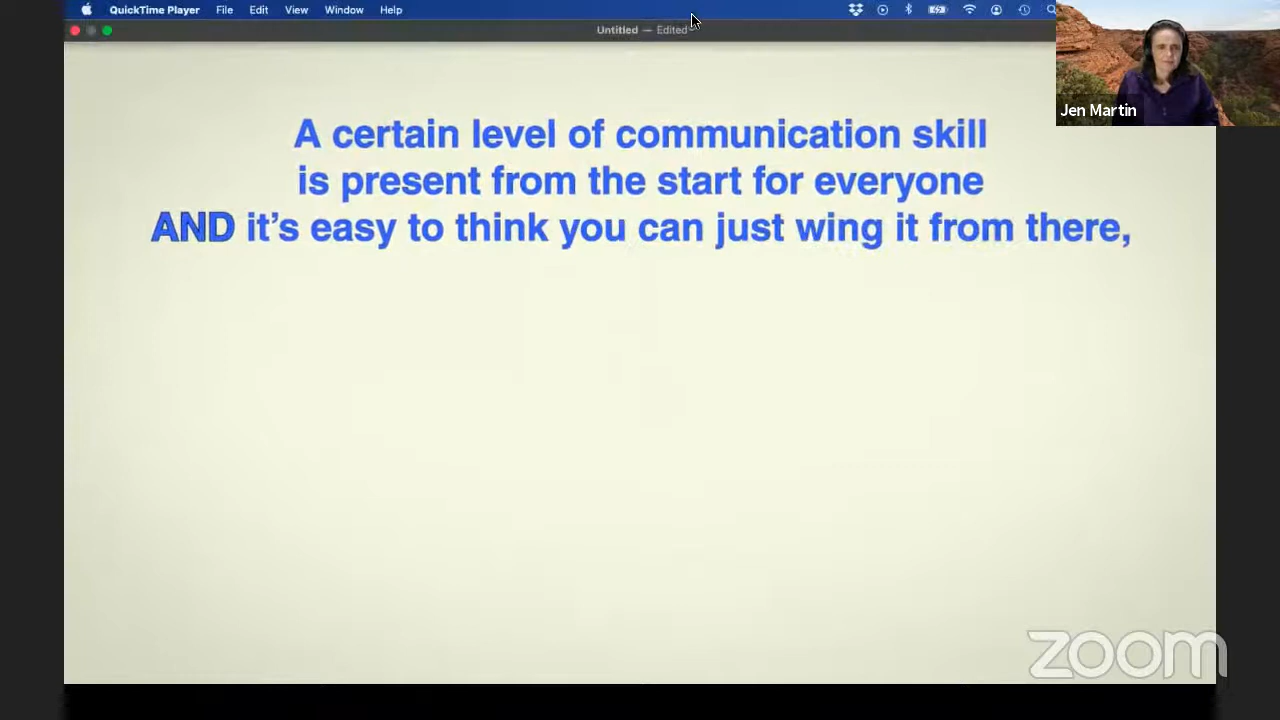 QuickTime Player File Edit View Window Help
Untitled — Edited
Jen Martin
A certain level of communication skill
is present from the start for everyone
AND it's easy to think you can just wing it from there,
zoom